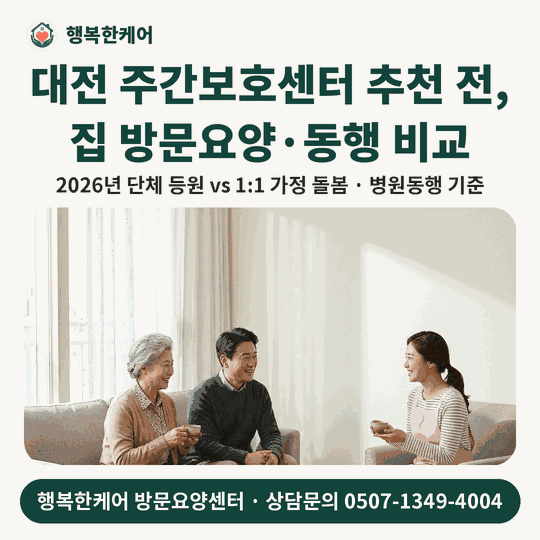 행복한케어
대전 주간보호센터 추천 전,
집 방문요양·동행 비교
2026년 단체 등원 vs 1:1 가정 돌봄 · 병원동행 기준
행복한케어 방문요양센터 · 상담문의 0507-1349-4004